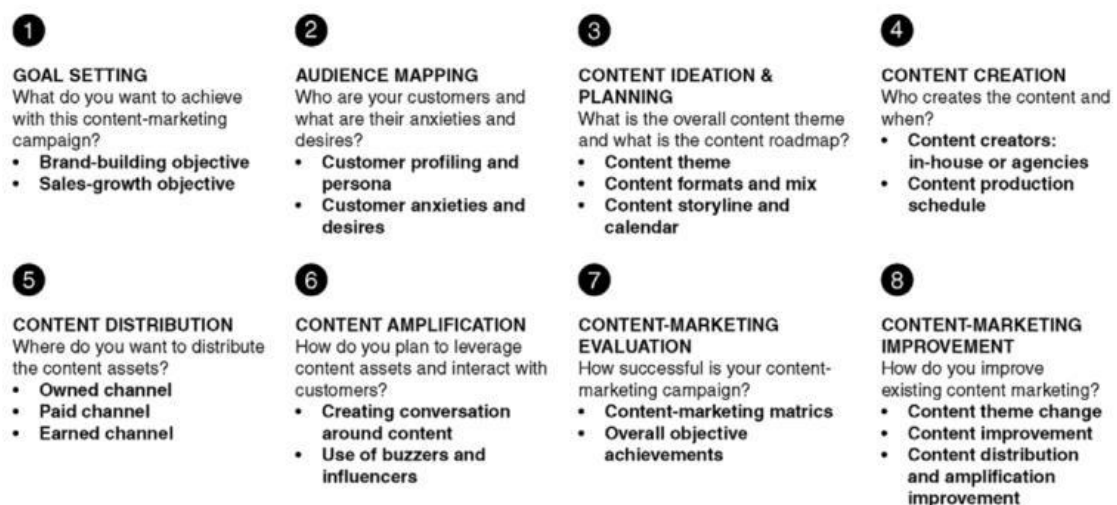 1
GOAL SETTING
What do you want to achieve
with this content-marketing
campaign?
• Brand-building objective
• Sales-growth objective
2
AUDIENCE MAPPING
Who are your customers and
what are their anxieties and
desires?
• Customer profiling and
persona
• Customer anxieties and
desires
3
CONTENT IDEATION &
PLANNING
What is the overall content theme
and what is the content roadmap?
• Content theme
• Content formats and mix
• Content storyline and
calendar
4
CONTENT CREATION
Who creates the content and
when?
• Content creators:
in-house or agencies
• Content production
schedule
5
CONTENT DISTRIBUTION
Where do you want to distribute
the content assets?
• Owned channel
• Paid channel
• Earned channel
6
CONTENT AMPLIFICATION
How do you plan to leverage
content assets and interact with
customers?
• Creating conversation
around content
• Use of buzzers and
influencers
7
CONTENT-MARKETING
EVALUATION
How successful is your content-
marketing campaign?
• Content-marketing matrics
• Overall objective
achievements
8
CONTENT-MARKETING
IMPROVEMENT
How do you improve
existing content marketing?
• Content theme change
• Content improvement
• Content distribution
and amplification
improvement